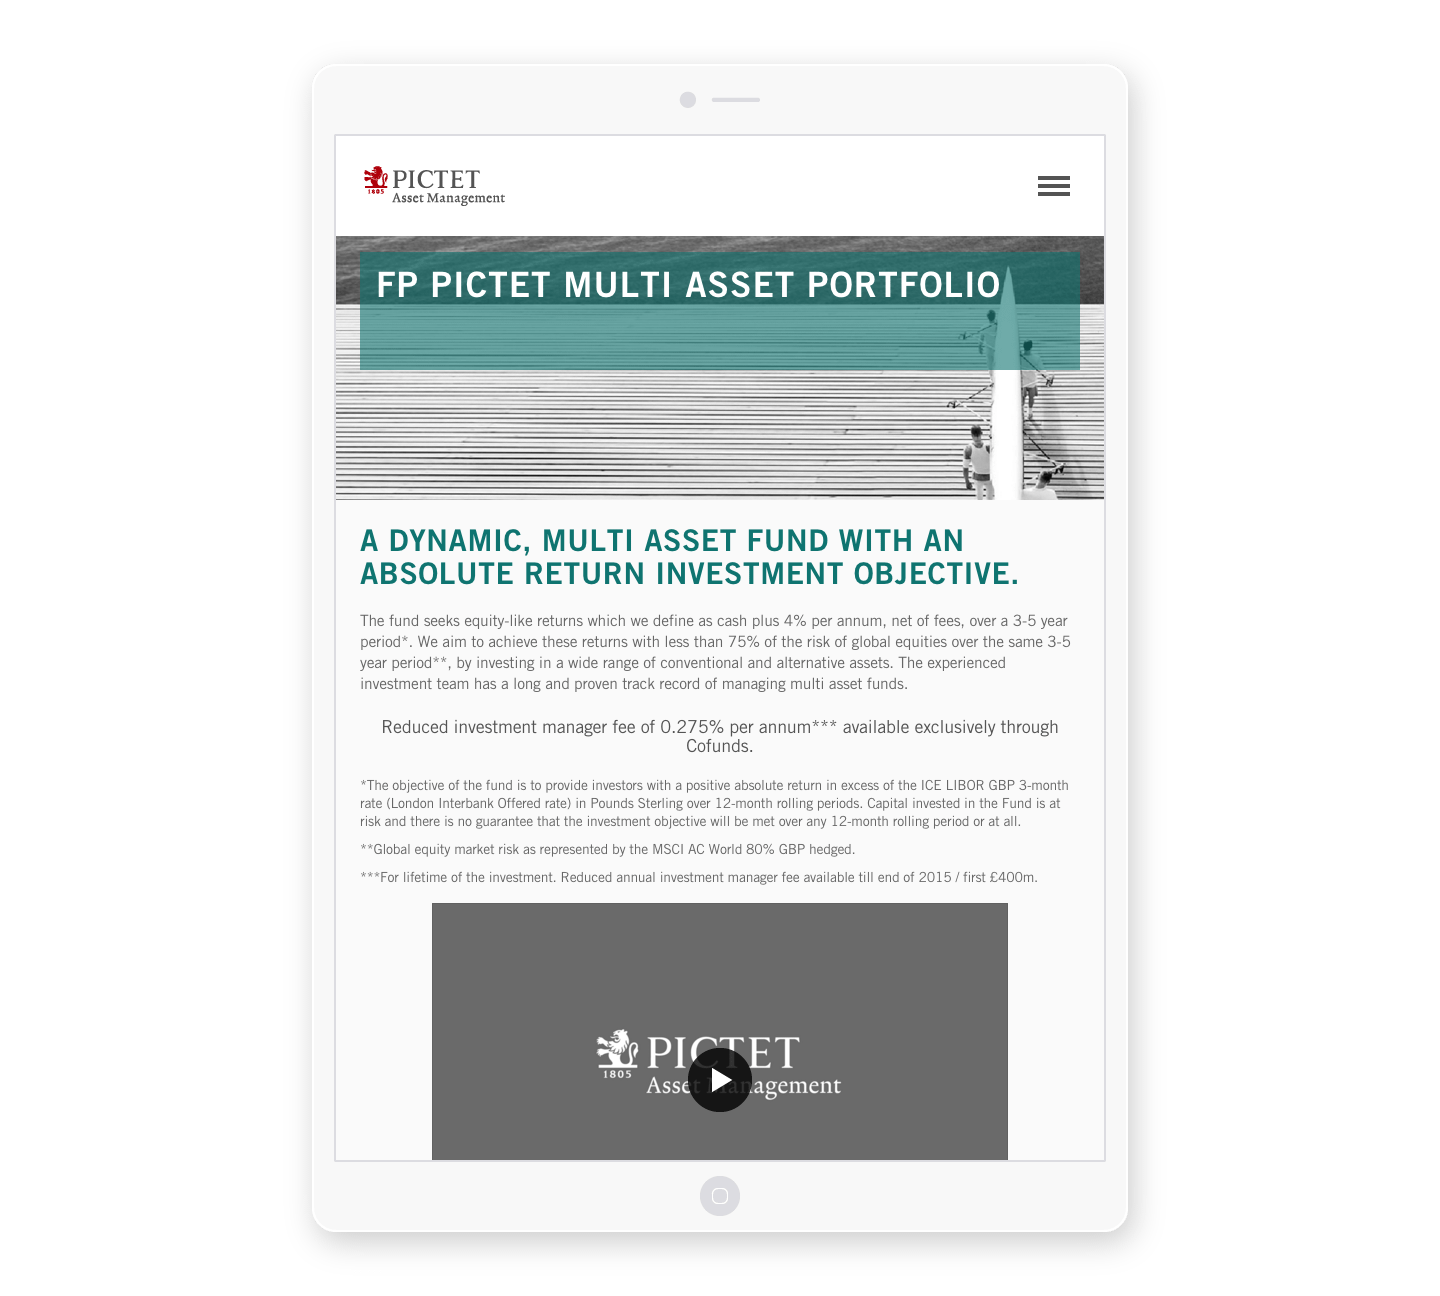 PICTET
1805
Asset Management
FP PICTET MULTI ASSET PORTFOLIO
A DYNAMIC, MULTI ASSET FUND WITH AN
ABSOLUTE RETURN INVESTMENT OBJECTIVE.
The fund seeks equity-like returns which we define as cash plus 4% per annum, net of fees, over a 3-5 year
period*. We aim to achieve these returns with less than 75% of the risk of global equities over the same 3-5
year period**, by investing in a wide range of conventional and alternative assets. The experienced
investment team has a long and proven track record of managing multi asset funds.
Reduced investment manager fee of 0.275% per annum*** available exclusively through
Cofunds.
*The objective of the fund is to provide investors with a positive absolute return in excess of the ICE LIBOR GBP 3-month
rate (London Interbank Offered rate) in Pounds Sterling over 12-month rolling periods. Capital invested in the Fund is at
risk and there is no guarantee that the investment objective will be met over any 12-month rolling period or at all.
**Global equity market risk as represented by the MSCI AC World 80% GBP hedged.
***For lifetime of the investment. Reduced annual investment manager fee available till end of 2015 / first £400m.
PICTET
1805
Asset Management